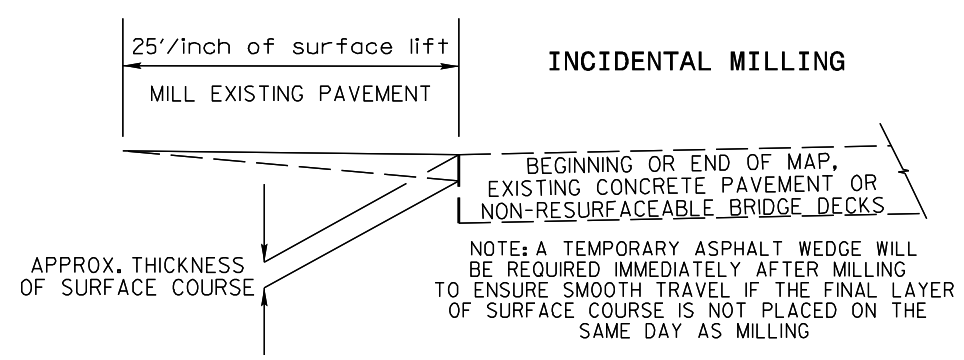 25'/inch of surface lift
INCIDENTAL MILLING
MILL EXISTING PAVEMENT
BEGINNING OR END OF MAP,
EXISTING CONCRETE PAVEMENT OR
NON-RESURFACEABLE BRIDGE DECKS
APPROX. THICKNESS
OF SURFACE COURSE
NOTE: A TEMPORARY ASPHALT WEDGE WILL
BE REQUIRED IMMEDIATELY AFTER MILLING
TO ENSURE SMOOTH TRAVEL IF THE FINAL LAYER
OF SURFACE COURSE IS NOT PLACED ON THE
SAME DAY AS MILLING